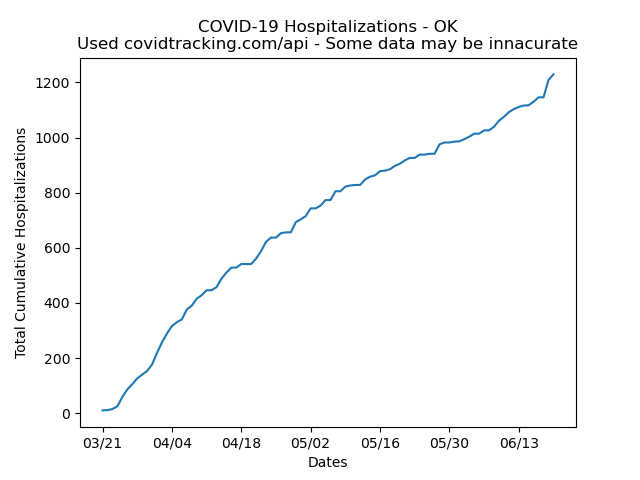 COVID-19 Hospitalizations - OK
Used covidtracking.com/api - Some data may be innacurate
Total Cumulative Hospitalizations
1200
1000
800
600
400
200
0
03/21 04/04 04/18 05/02 05/16 05/30 06/13
Dates